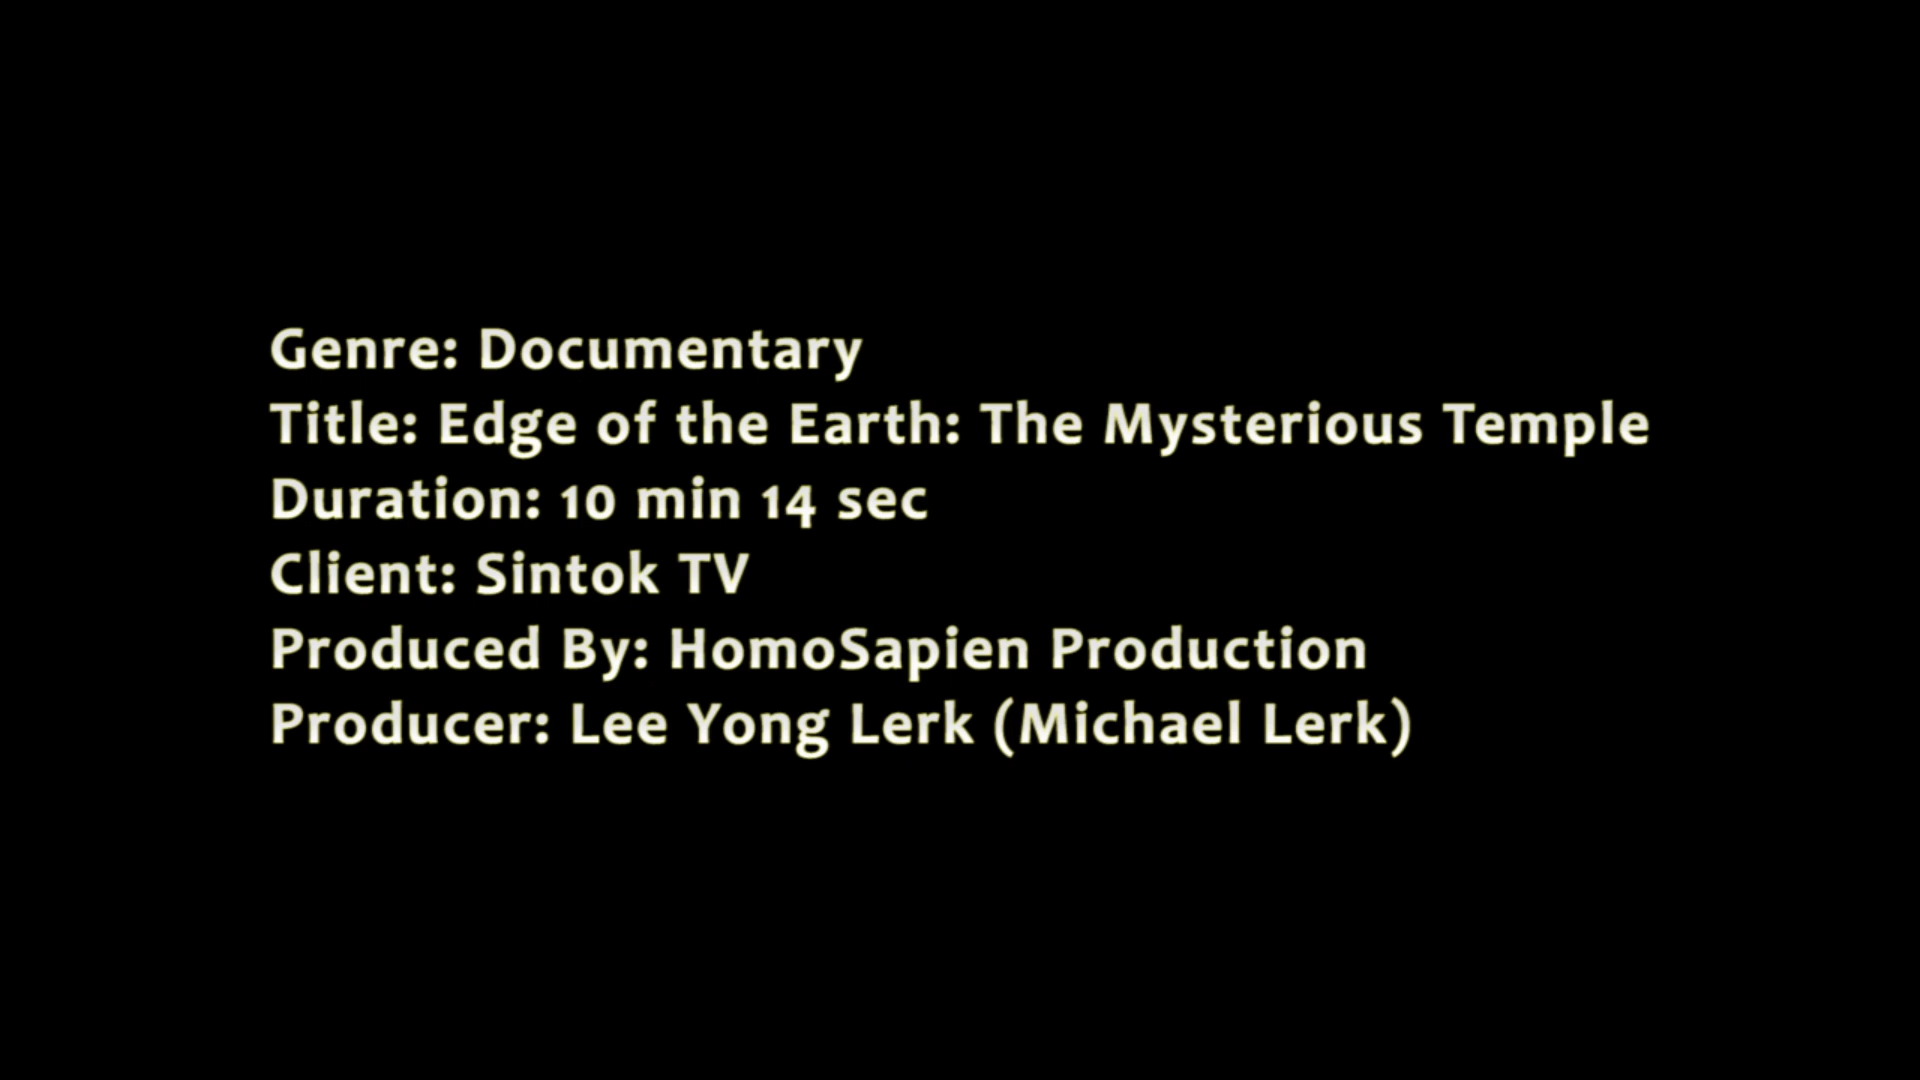 Genre: Documentary
Title: Edge of the Earth: The Mysterious Temple
Duration: 10 min 14 sec
Client: Sintok TV
Produced By: HomoSapien Production
Producer: Lee Yong Lerk (Michael Lerk)